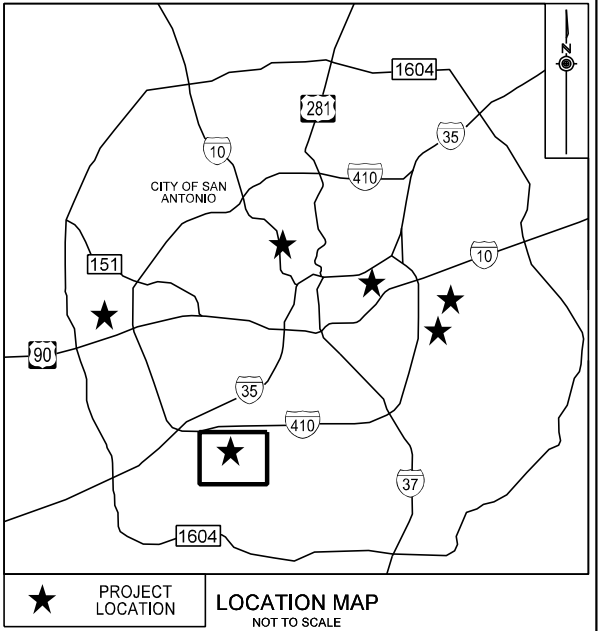 1604
281
N
35
10
410
CITY OF SAN
ANTONIO
10
151
90
35
410
37
1604
PROJECT
LOCATION
LOCATION MAP
NOT TO SCALE